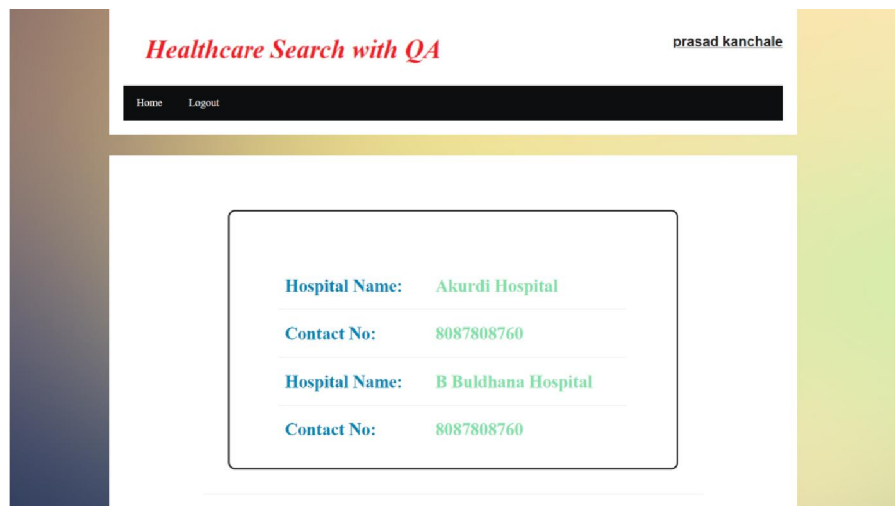 Healthcare Search with QA
prasad kanchale
Home Logout
Hospital Name: Akurdi Hospital
Contact No: 8087808760
Hospital Name: B Buldhana Hospital
Contact No: 8087808760